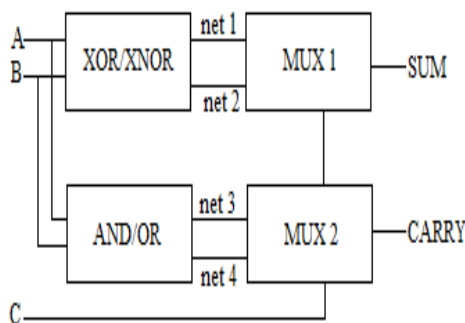 A
B
XOR/XNOR
net 1
net 2
MUX 1
SUM
AND/OR
net 3
net 4
MUX 2
CARRY
C